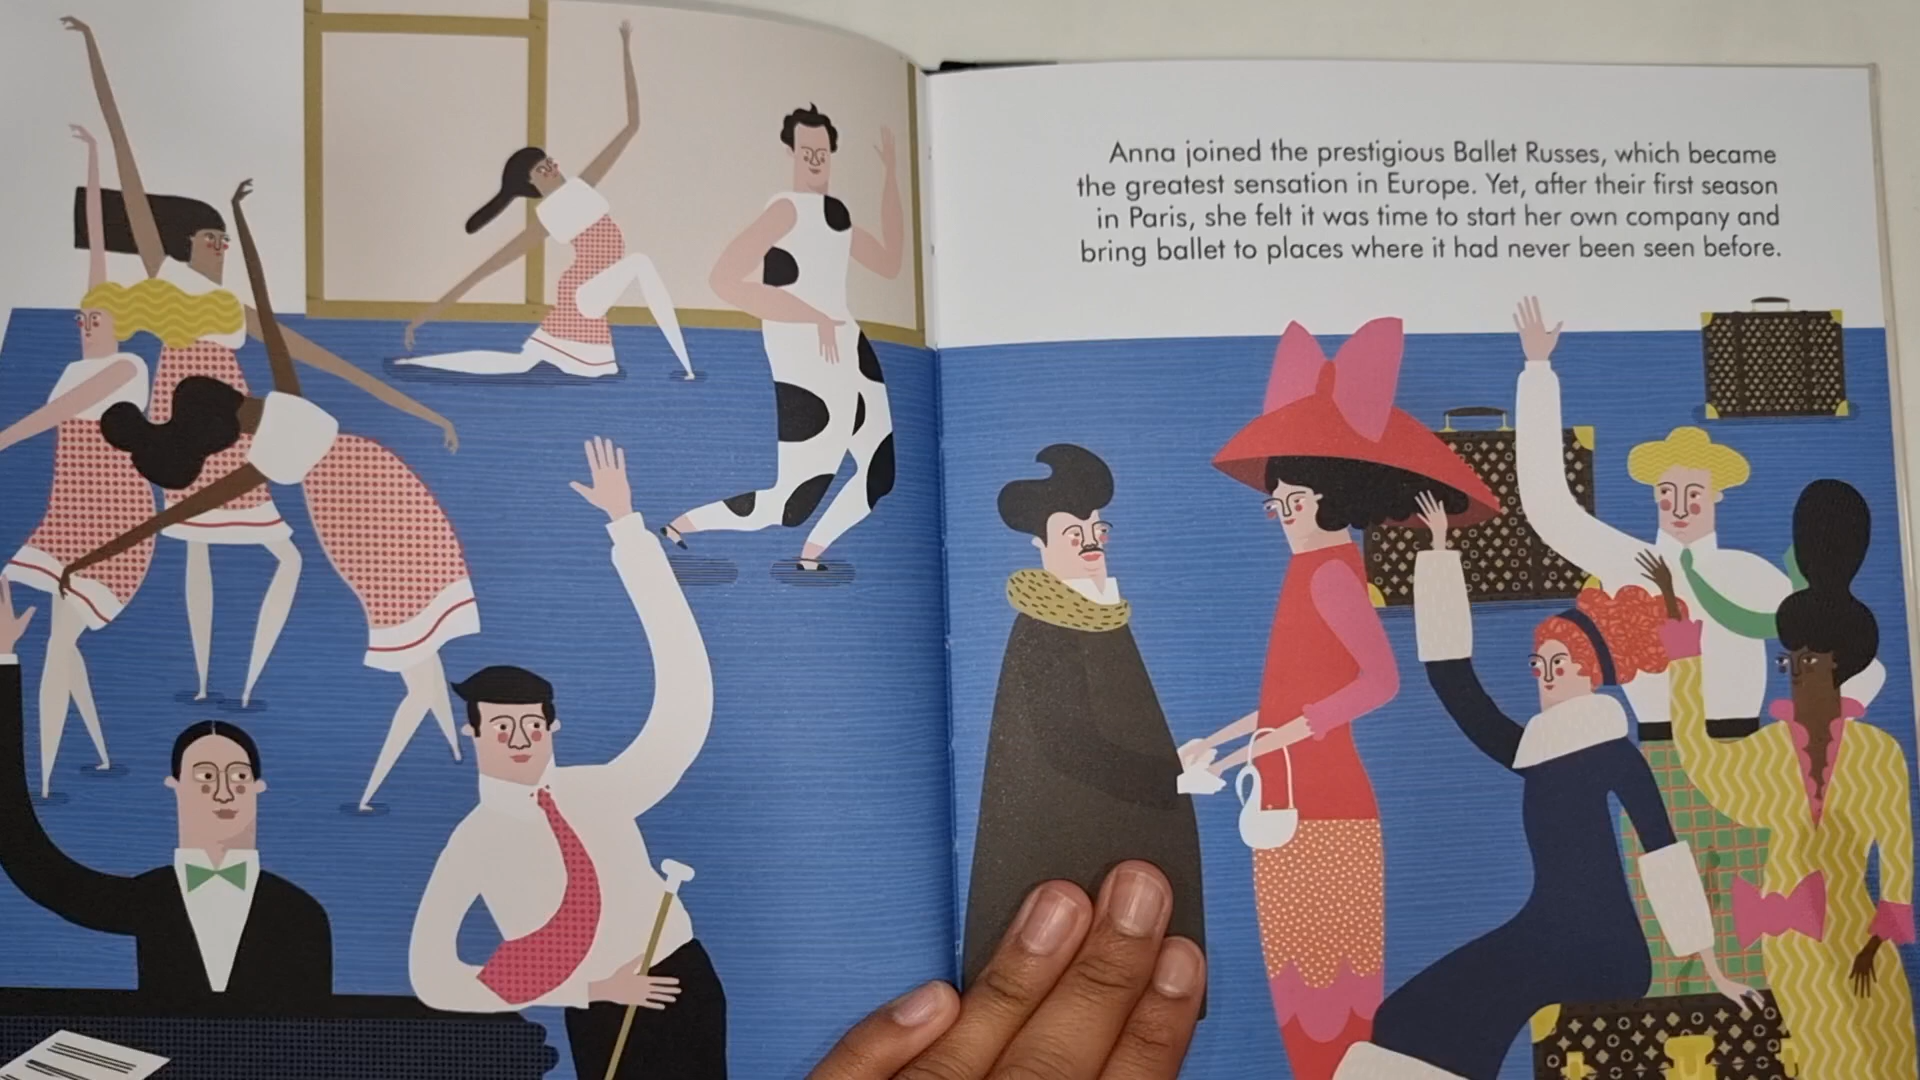 Anna joined the prestigious Ballet Russes, which became
the greatest sensation in Europe. Yet, after their first season
in Paris, she felt it was time to start her own company and
bring ballet to places where it had never been seen before.